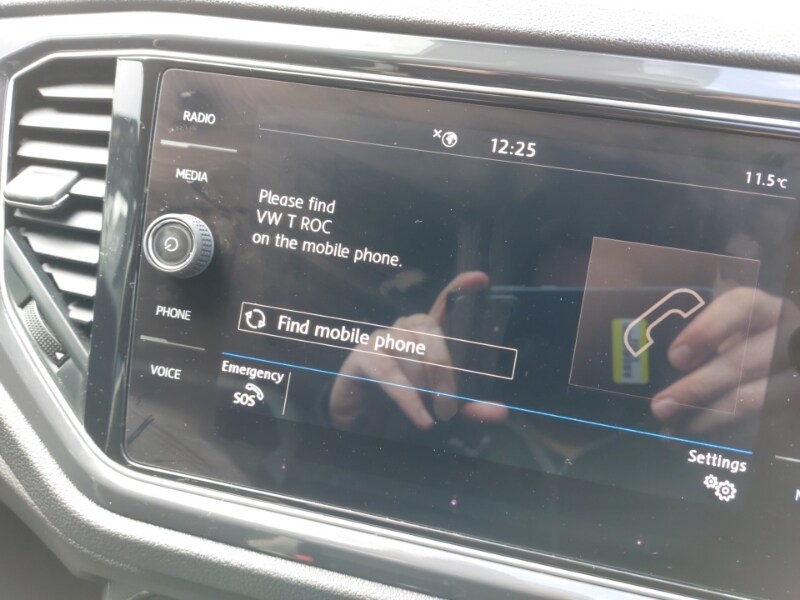 RADIO
MEDIA
PHONE
VOICE
12:25
11.5°C
Please find
VW T ROC
on the mobile phone.
Find mobile phone
Emergency
SOS
Settings